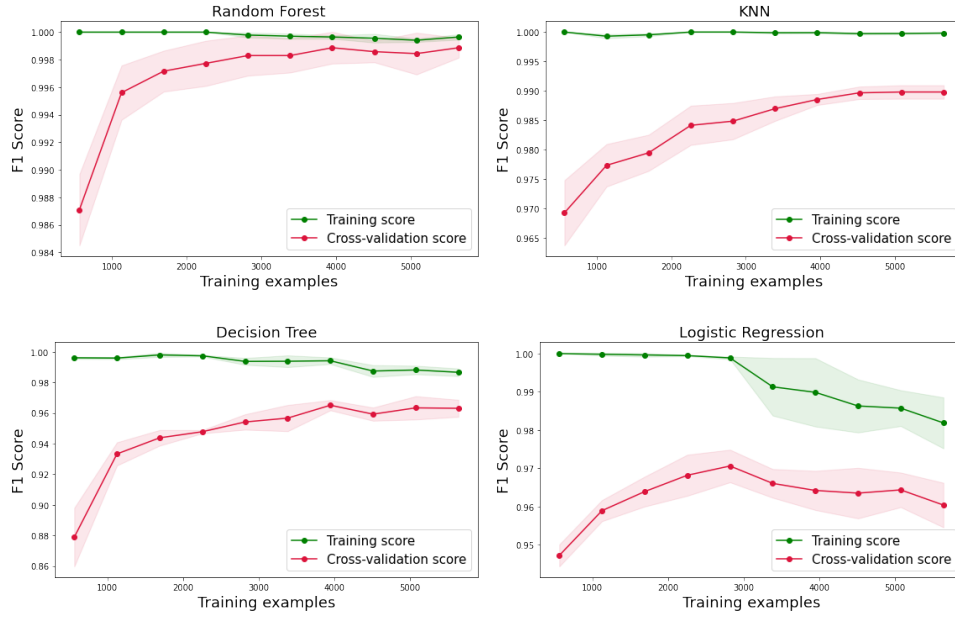 Random Forest
1.000
0.998
0.996
0.994
0.992
0.990
0.988
0.986
0.984
F1 Score
1000 2000 3000 4000 5000
Training examples
Training score
Cross-validation score
KNN
1.000
0.995
0.990
0.985
0.980
0.975
0.970
0.965
F1 Score
1000 2000 3000 4000 5000
Training examples
Training score
Cross-validation score
Decision Tree
1.00
0.98
0.96
0.94
0.92
0.90
0.88
0.86
F1 Score
1000 2000 3000 4000 5000
Training examples
Training score
Cross-validation score
Logistic Regression
1.00
0.99
0.98
0.97
0.96
0.95
F1 Score
1000 2000 3000 4000 5000
Training examples
Training score
Cross-validation score